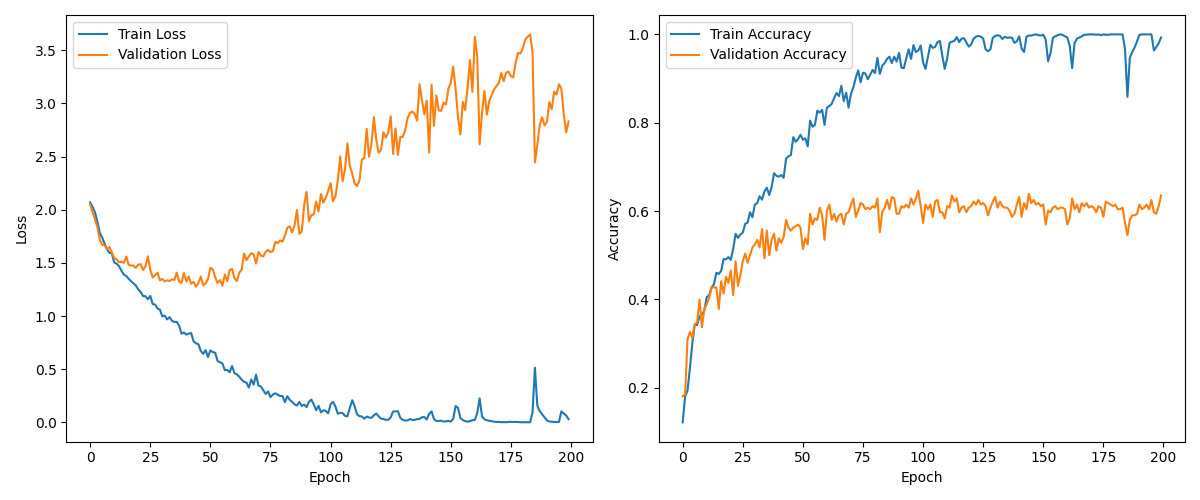 Train Loss
Validation Loss
3.5
3.0
2.5
2.0
1.5
1.0
0.5
0.0
Loss
0 25 50 75 100 125 150 175 200
Epoch
Train Accuracy
Validation Accuracy
1.0
0.8
0.6
0.4
0.2
Accuracy
0 25 50 75 100 125 150 175 200
Epoch